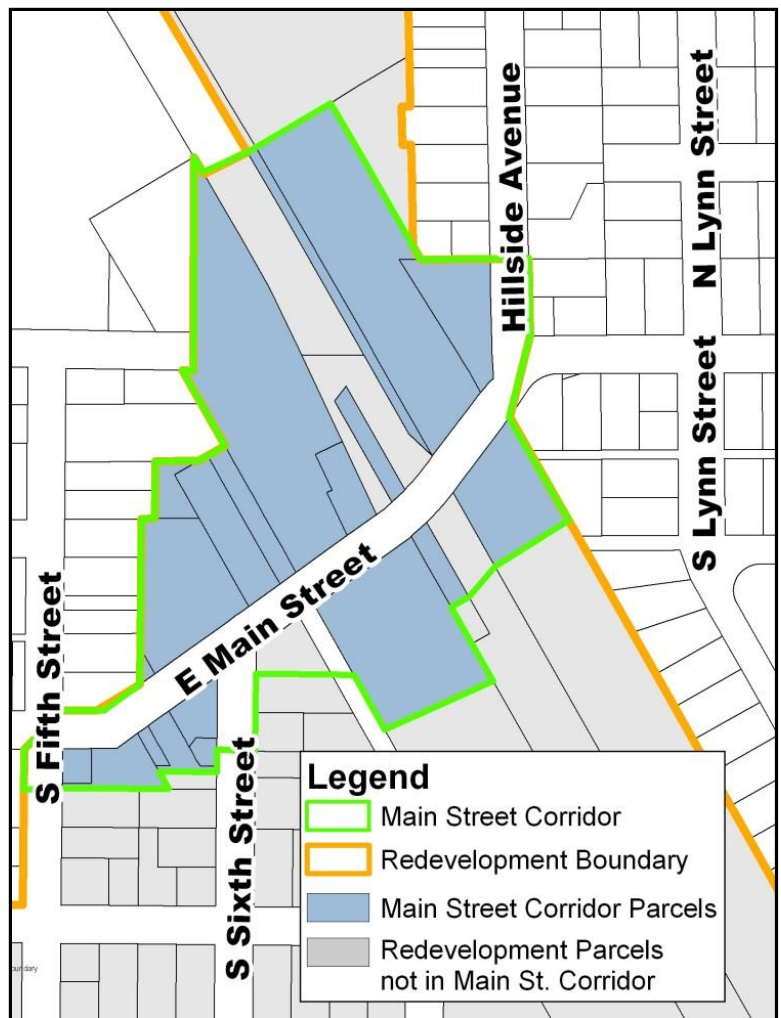 Hillside Avenue
N Lynn Street
S Lynn Street
E Main Street
S Fifth Street
S Sixth Street
Legend
Main Street Corridor
Redevelopment Boundary
Main Street Corridor Parcels
Redevelopment Parcels
not in Main St. Corridor